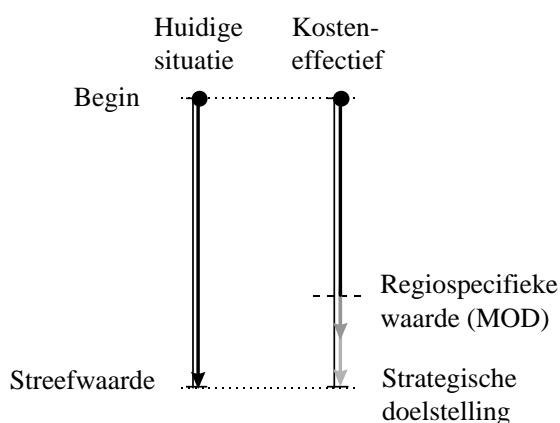 Huidige
situatie
Kosten-
effectief
Begin
Regiospecifieke
waarde (MOD)
Streefwaarde
Strategische
doelstelling